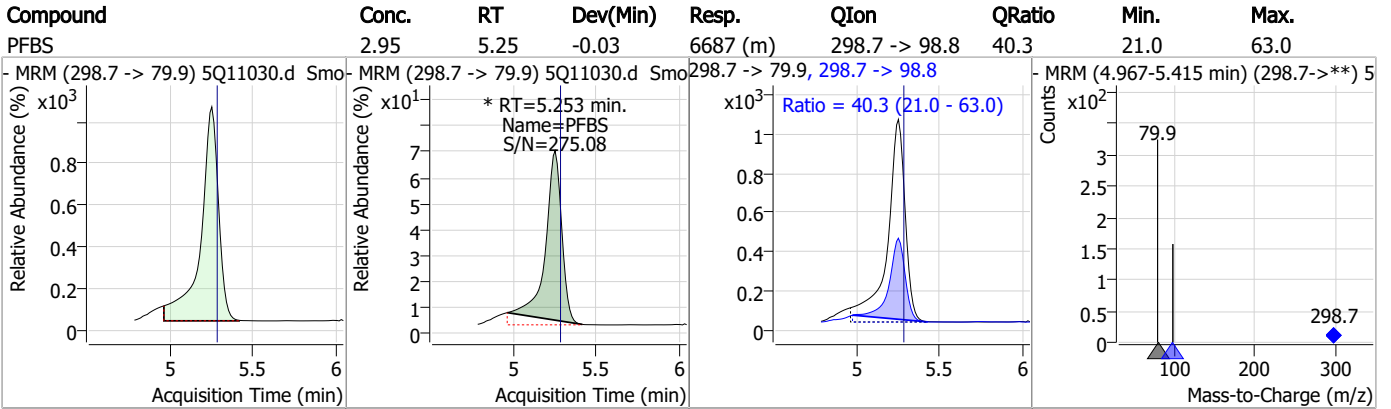 Compound Conc. RT Dev(Min) Resp. QIon QRatio Min. Max.
PFBS 2.95 5.25 -0.03 6687 (m) 298.7 -> 98.8 40.3 21.0 63.0
- MRM (298.7 -> 79.9) 5Q11030.d Smo
x10³
Relative Abundance (%)
0.8
0.6
0.4
0.2
0
5 5.5 6
Acquisition Time (min)
- MRM (298.7 -> 79.9) 5Q11030.d Smo
x10¹
* RT=5.253 min.
Name=PFBS
S/N=275.08
Relative Abundance (%)
7
6
5
4
3
2
1
0
5 5.5 6
Acquisition Time (min)
298.7 -> 79.9, 298.7 -> 98.8
x10³
Ratio = 40.3 (21.0 - 63.0)
1
0.8
0.6
0.4
0.2
0
5 5.5 6
Acquisition Time (min)
- MRM (4.967-5.415 min) (298.7->**) 5
x10²
Counts
79.9
3
2.5
2
1.5
1
0.5
0
298.7
100 200 300
Mass-to-Charge (m/z)